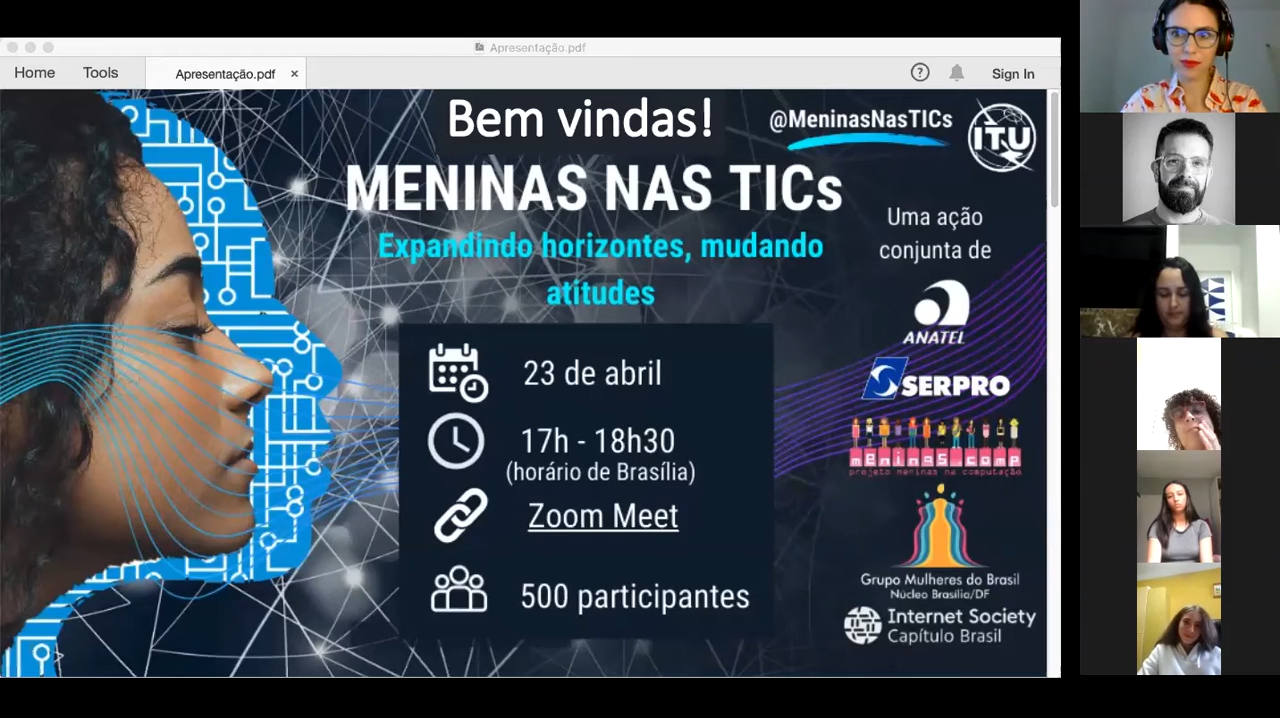 Apresentação.pdf
Home
Tools
Apresentação.pdf
×
?
Sign In
Bem vindas!
@MeninasNasTICs
ITU
MENINAS NAS TICs
Expandindo horizontes, mudando
atitudes
Uma ação
conjunta de
ANATEL
SERPRO
meninas.comp
projeto meninas na computação
Grupo Mulheres do Brasil
Núcleo Brasília/DF
Internet Society
Capítulo Brasil
23 de abril
17h - 18h30
(horário de Brasília)
Zoom Meet
500 participantes